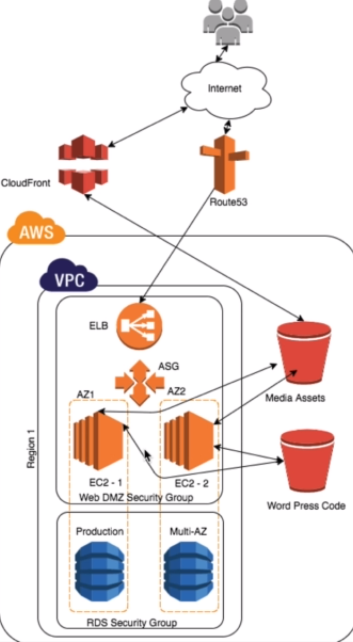 Internet
CloudFront
Route53
AWS
VPC
ELB
ASG
AZ1
AZ2
Media Assets
Region 1
EC2 - 1
EC2 - 2
Web DMZ Security Group
Word Press Code
Production
Multi-AZ
RDS Security Group